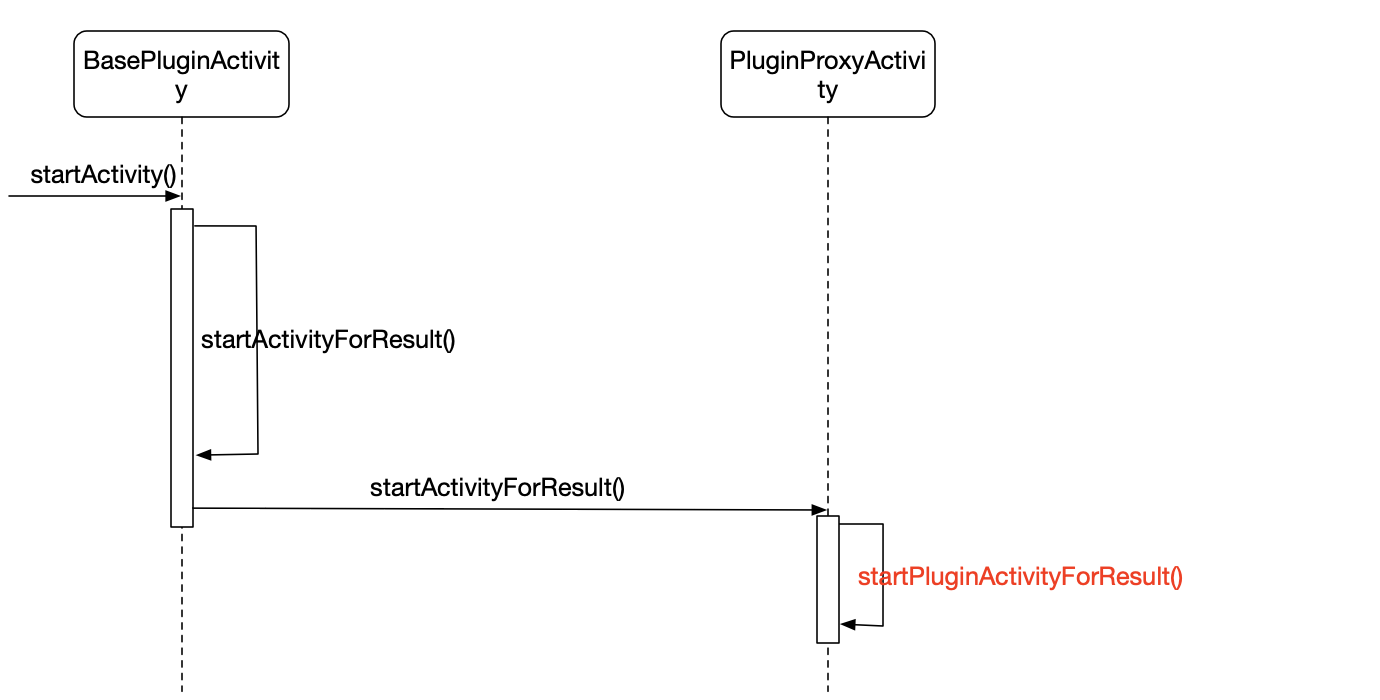 BasePluginActivit
y
PluginProxyActivi
ty
startActivity()
startActivityForResult()
startActivityForResult()
startPluginActivityForResult()